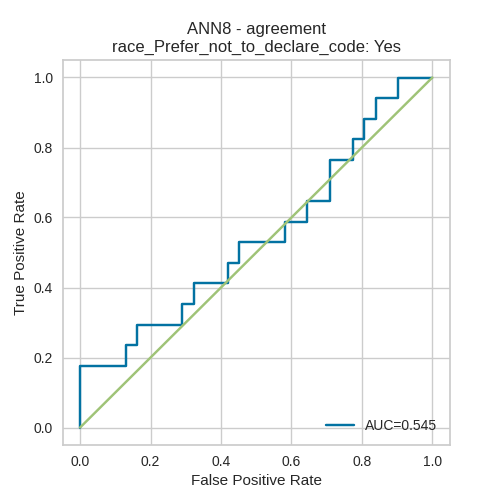 ANN8 - agreement
race_Prefer_not_to_declare_code: Yes
True Positive Rate
1.0
0.8
0.6
0.4
0.2
0.0
AUC=0.545
0.0 0.2 0.4 0.6 0.8 1.0
False Positive Rate